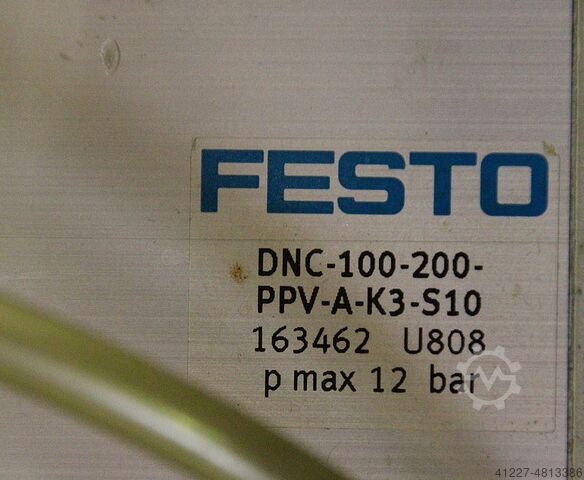 FESTO
DNC-100-200-
PPV-A-K3-S10
163462 U808
p max 12 bar
41227-4813386